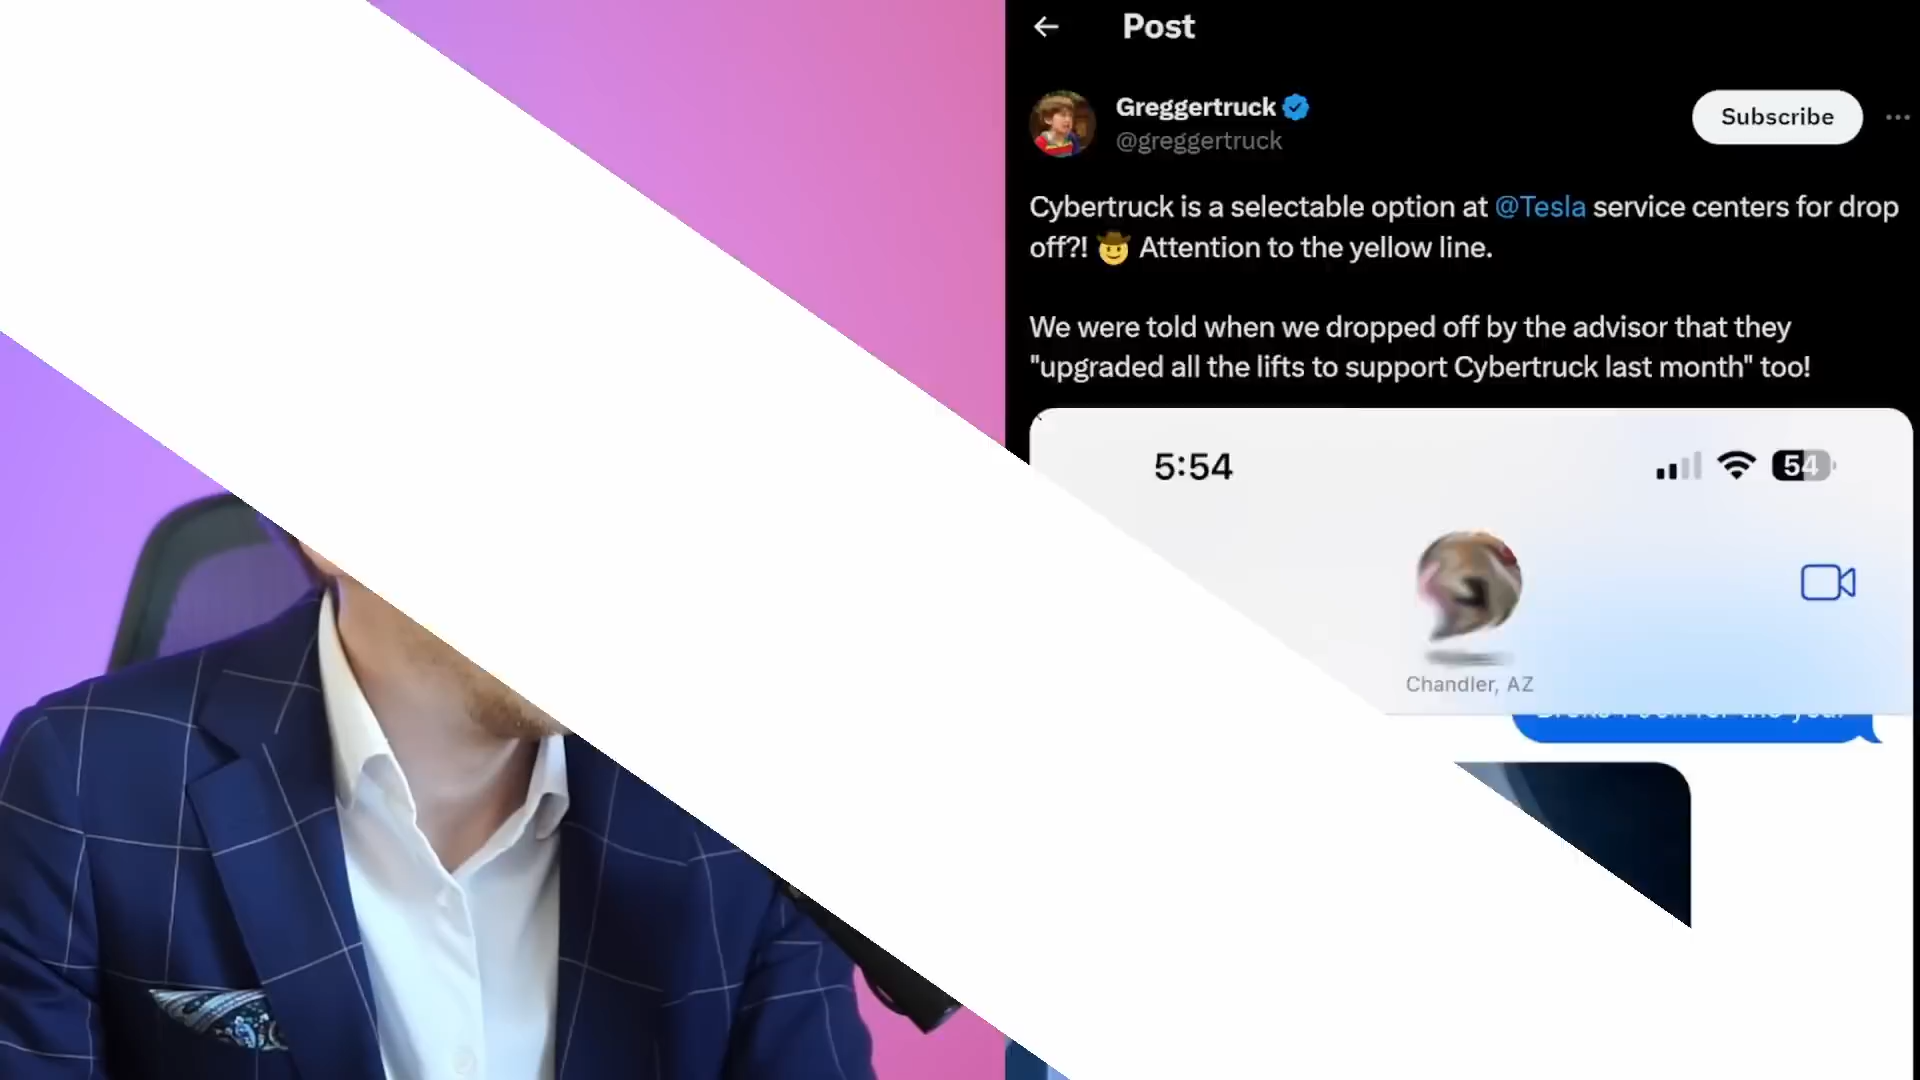 Post
Greggertruck
@greggertruck
Subscribe
Cybertruck is a selectable option at @Tesla service centers for drop
off?! 🤠 Attention to the yellow line.
We were told when we dropped off by the advisor that they
"upgraded all the lifts to support Cybertruck last month" too!
5:54
54
Chandler, AZ